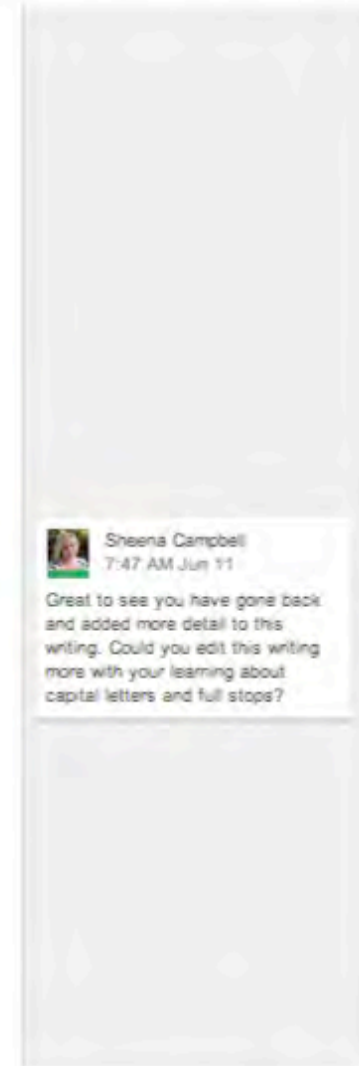 Sheena Campbell
7:47 AM Jun 11
Great to see you have gone back
and added more detail to this
writing. Could you edit this writing
more with your learning about
capital letters and full stops?